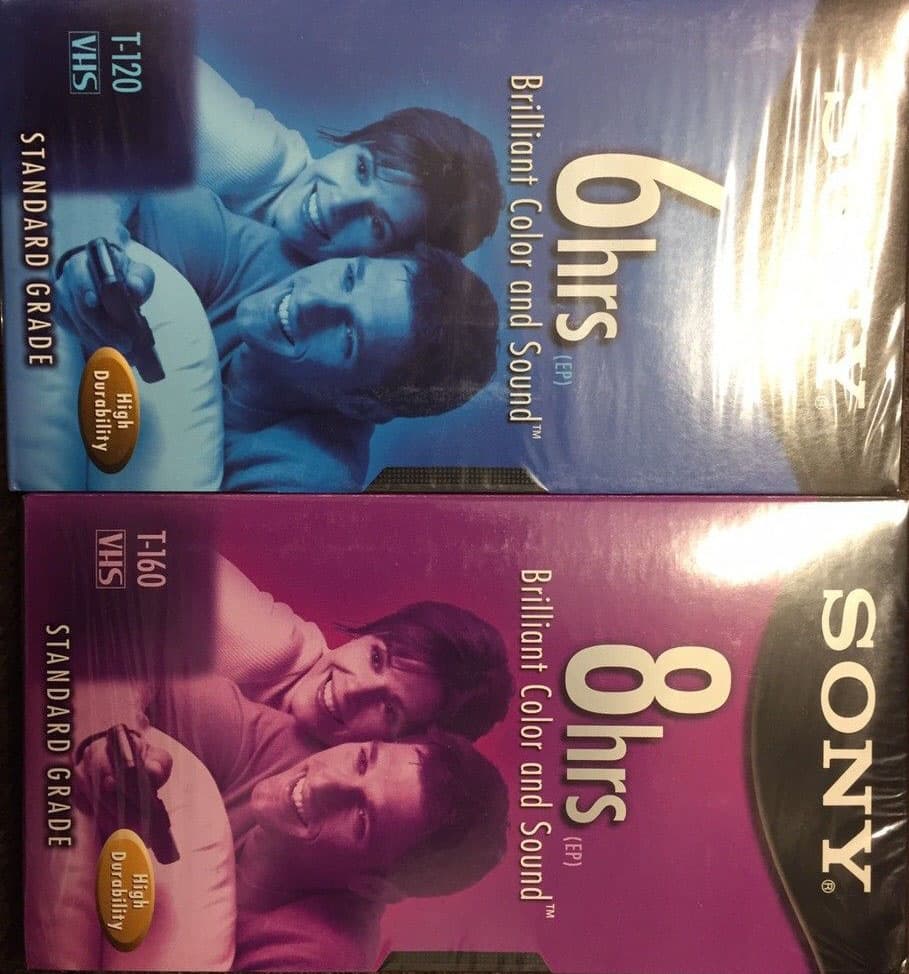 SONY®
6hrs (EP)
Brilliant Color and Sound™
T-120
VHS
STANDARD GRADE
High
Durability
SONY®
8hrs (EP)
Brilliant Color and Sound™
T-160
VHS
STANDARD GRADE
High
Durability